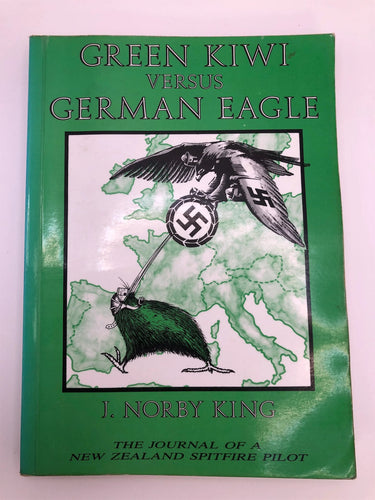 GREEN KIWI
VERSUS
GERMAN EAGLE
J. NORBY KING
THE JOURNAL OF A
NEW ZEALAND SPITFIRE PILOT